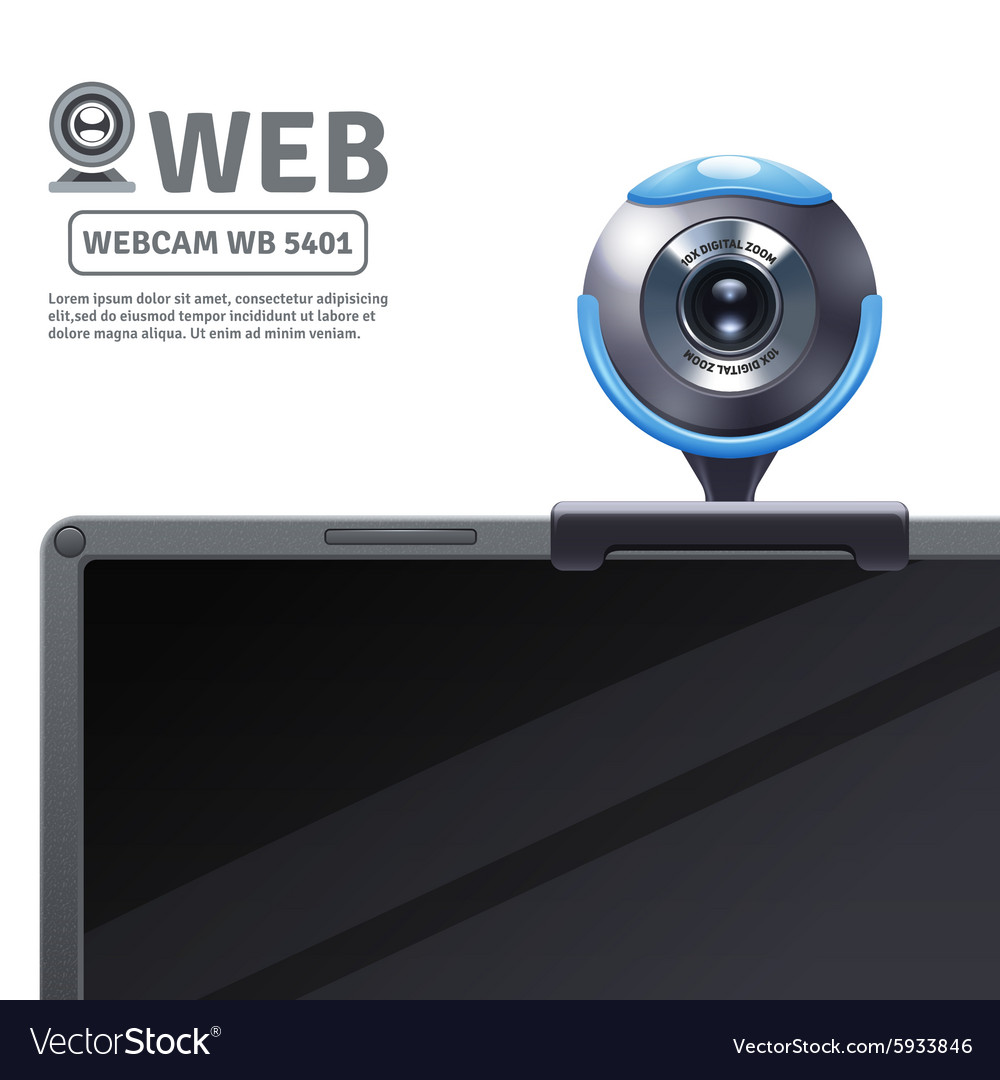 WEB
WEBCAM WB 5401
Lorem ipsum dolor sit amet, consectetur adipisicing
elit,sed do eiusmod tempor incididunt ut labore et
dolore magna aliqua. Ut enim ad minim veniam.
10X DIGITAL ZOOM
10X DIGITAL ZOOM
VectorStock®
VectorStock.com/5933846